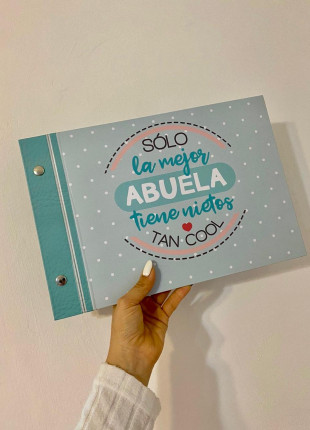 SÓLO
la mejor
ABUELA
tiene nietos
TAN COOL